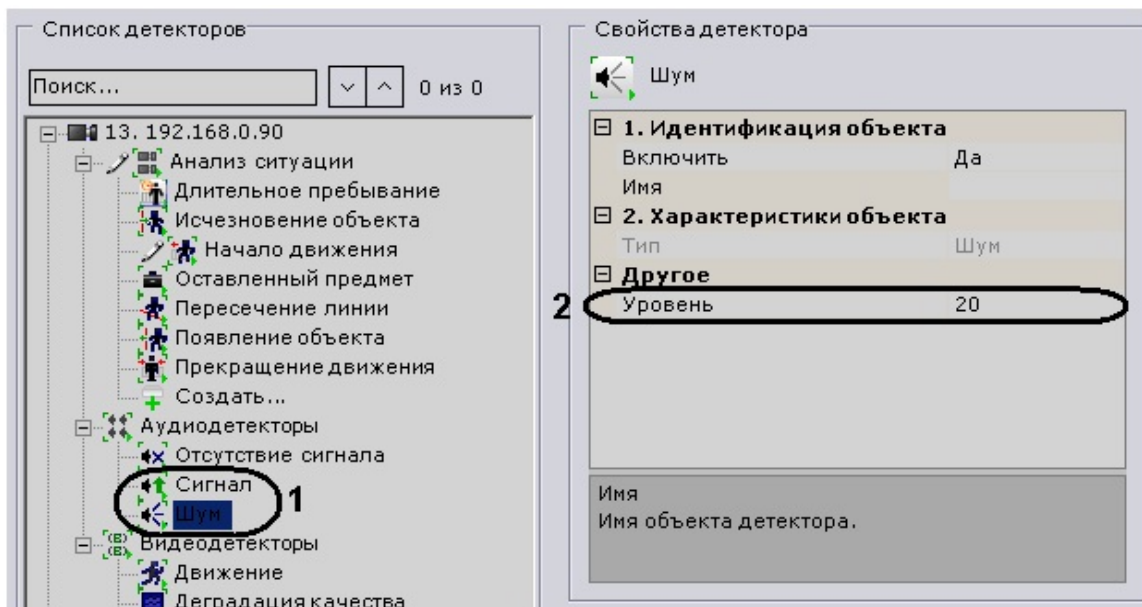 Список детекторов
Поиск...
0 из 0
13. 192.168.0.90
Анализ ситуации
Длительное пребывание
Исчезновение объекта
Начало движения
Оставленный предмет
Пересечение линии
Появление объекта
Прекращение движения
Создать...
Аудиодетекторы
Отсутствие сигнала
Сигнал
Шум
1
Видеодетекторы
Движение
Деградация качества
Свойства детектора
Шум
1. Идентификация объекта
Включить Да
Имя
2. Характеристики объекта
Тип Шум
Другое
2 Уровень 20
Имя
Имя объекта детектора.